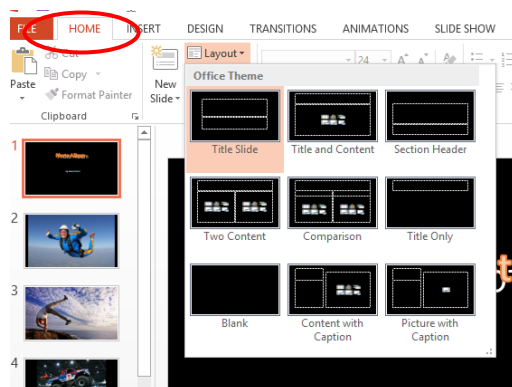 FILE HOME INSERT DESIGN TRANSITIONS ANIMATIONS SLIDE SHOW
Cut
Copy
Format Painter
Paste
Clipboard
New
Slide
Layout
24
Office Theme
Title Slide
Title and Content
Section Header
Two Content
Comparison
Title Only
Blank
Content with
Caption
Picture with
Caption
1
Photo Album
2
3
4